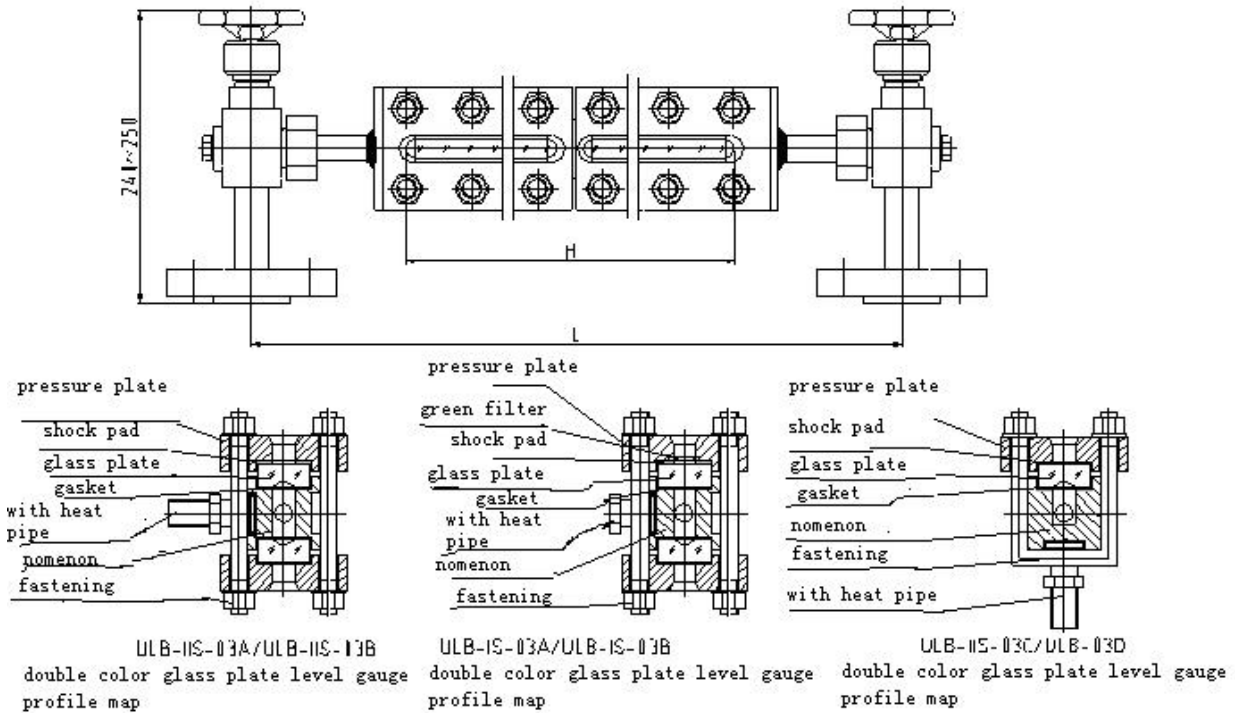 241~250
H
L
pressure plate
shock pad
glass plate
gasket
with heat
pipe
nomenon
fastening
ULB-IIS-03A/ULB-IIS-13B
double color glass plate level gauge
profile map
pressure plate
green filter
shock pad
glass plate
gasket
with heat
pipe
nomenon
fastening
ULB-IS-03A/ULB-IS-03B
double color glass plate level gauge
profile map
pressure plate
shock pad
glass plate
gasket
nomenon
fastening
with heat pipe
ULB-IIS-03C/ULB-03D
double color glass plate level gauge
profile map